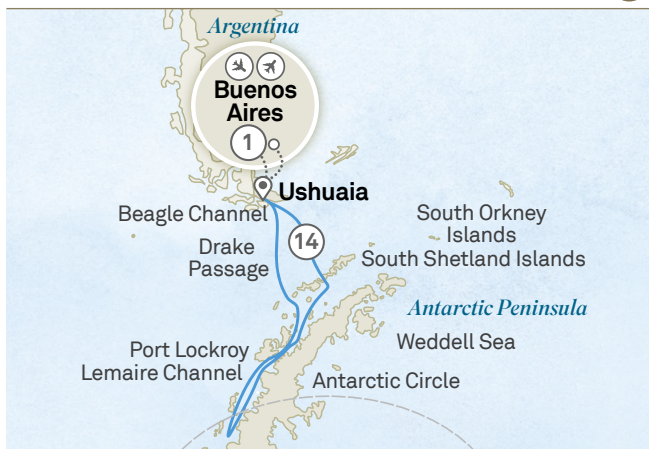 Argentina
Buenos
Aires
1
Ushuaia
Beagle Channel
South Orkney
Islands
14
Drake
Passage
South Shetland Islands
Antarctic Peninsula
Weddell Sea
Port Lockroy
Lemaire Channel
Antarctic Circle